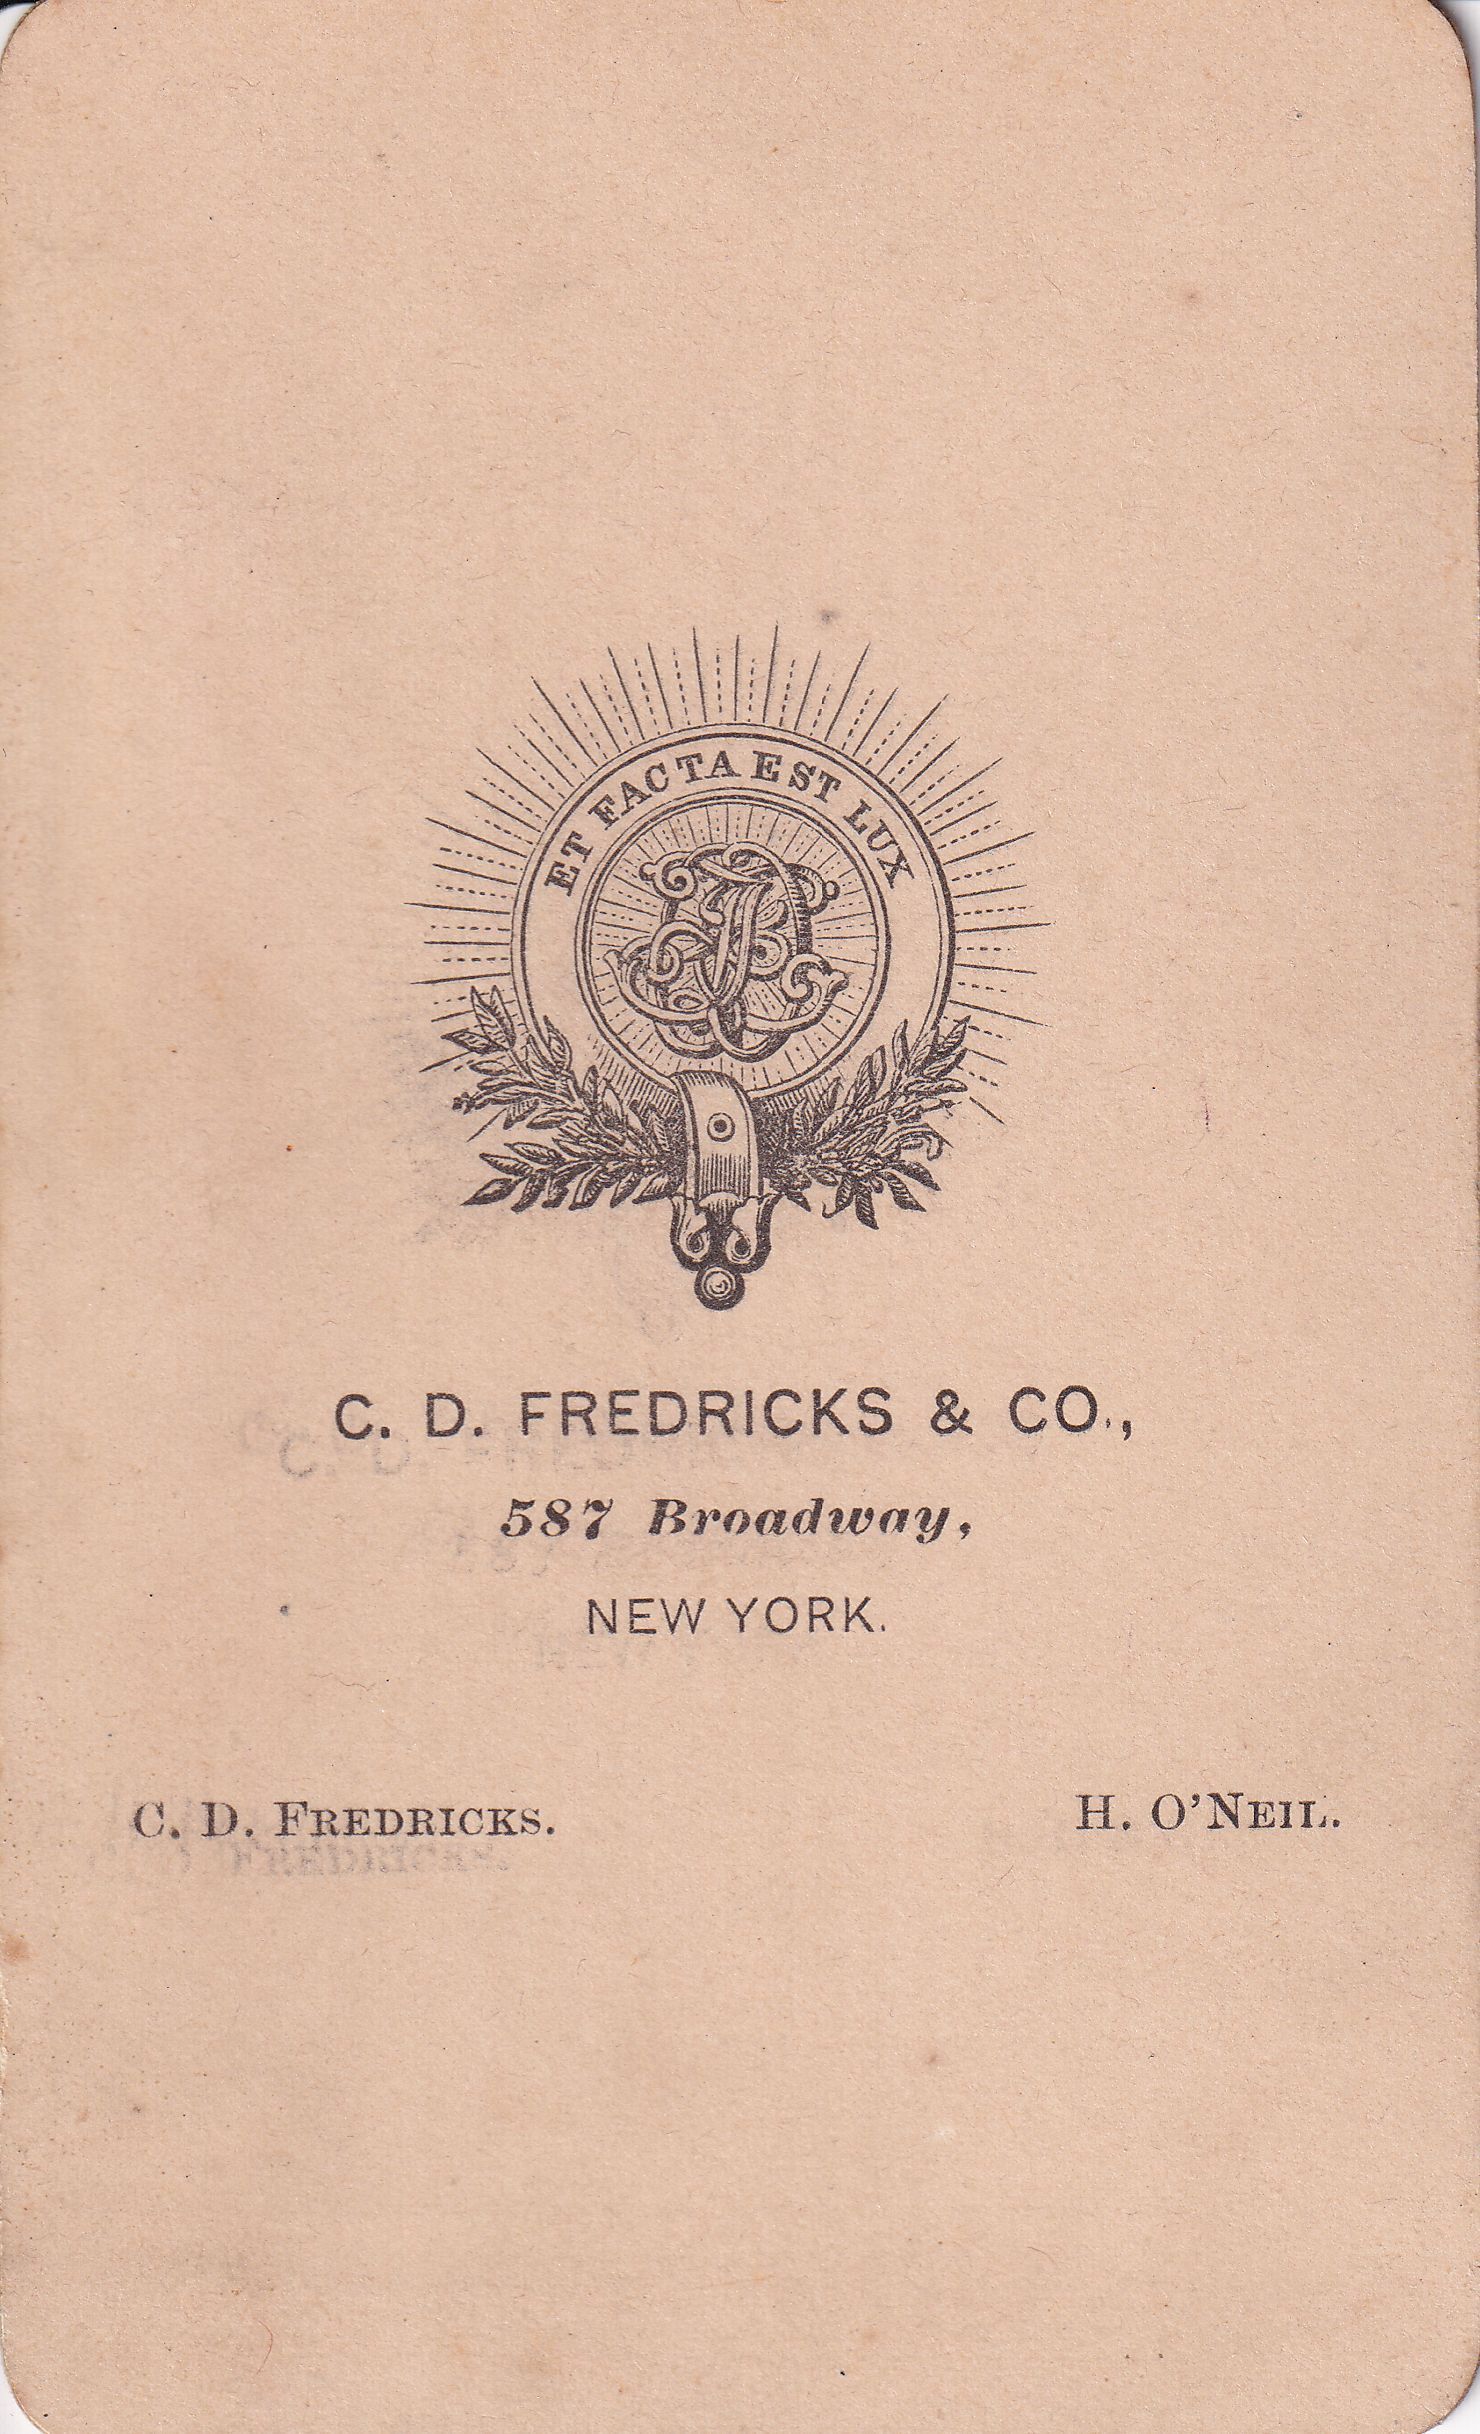 ET FACTA EST LUX
C. D. FREDRICKS & CO.,
587 Broadway,
NEW YORK.
C. D. FREDRICKS. H. O'NEIL.